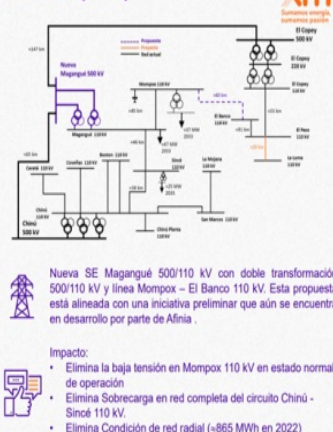 XM
Sumamos energía,
sumamos pasión
Propuesta
Proyecto
Red actual
El Copey
500 kV
≈147 km
Nueva
Magangué 500 kV
El Copey
220 kV
Mompox 110 kV
El Copey
110 kV
El Banco
110 kV
Magangué 110 kV
El Paso
110 kV
La Loma
110 kV
Coveñas 110 kV
Boston 110 kV
Sincé
110 kV
La Mojana
110 kV
Chinú
110 kV
San Marcos 110 kV
Chinú
500 kV
Chinú Planta
110 kV
Nueva SE Magangué 500/110 kV con doble transformación
500/110 kV y línea Mompox – El Banco 110 kV. Esta propuesta
está alineada con una iniciativa preliminar que aún se encuentra
en desarrollo por parte de Afinia .
Impacto:
• Elimina la baja tensión en Mompox 110 kV en estado normal
de operación
• Elimina Sobrecarga en red completa del circuito Chinú -
Sincé 110 kV.
• Elimina Condición de red radial (≈865 MWh en 2022)